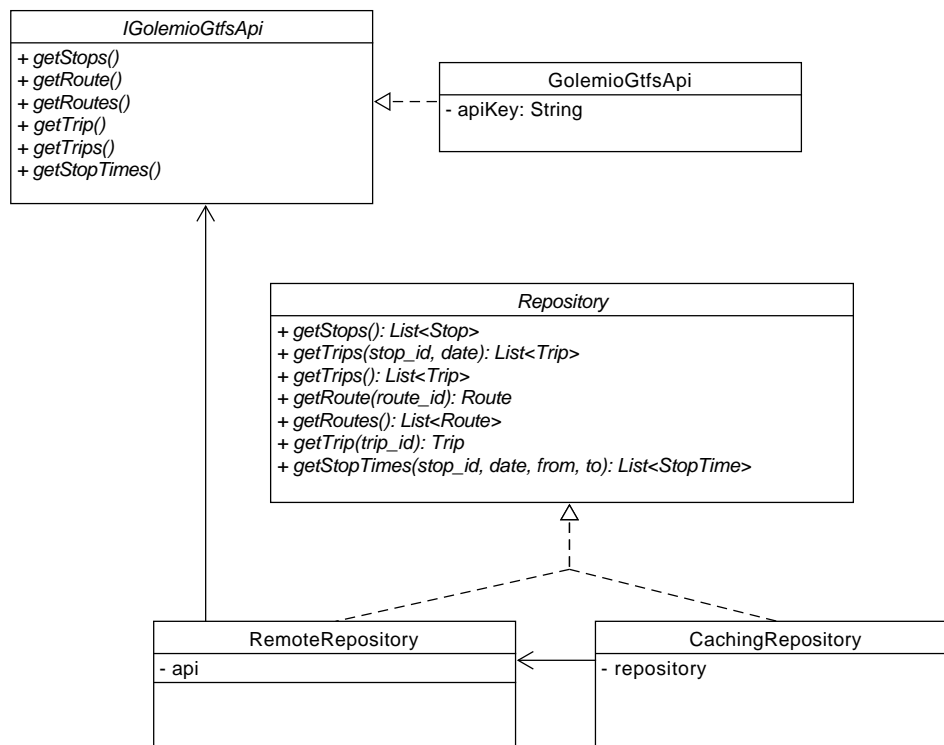 IGolemioGtfsApi
+ getStops()
+ getRoute()
+ getRoutes()
+ getTrip()
+ getTrips()
+ getStopTimes()
GolemioGtfsApi
- apiKey: String
Repository
+ getStops(): List<Stop>
+ getTrips(stop_id, date): List<Trip>
+ getTrips(): List<Trip>
+ getRoute(route_id): Route
+ getRoutes(): List<Route>
+ getTrip(trip_id): Trip
+ getStopTimes(stop_id, date, from, to): List<StopTime>
RemoteRepository
- api
CachingRepository
- repository